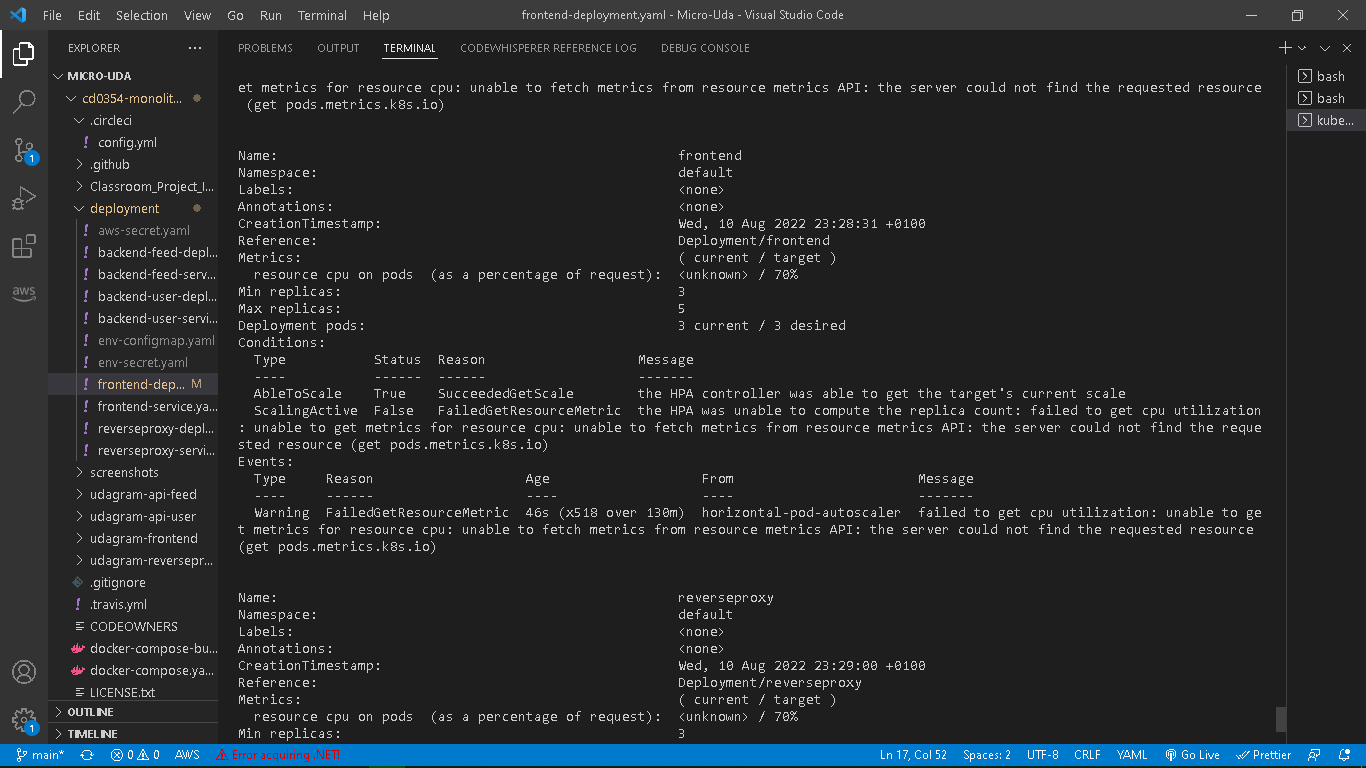 File Edit Selection View Go Run Terminal Help frontend-deployment.yaml - Micro-Uda - Visual Studio Code
EXPLORER
MICRO-UDA
cd0354-monolit...
.circleci
! config.yml
.github
Classroom_Project_I...
deployment
! aws-secret.yaml
! backend-feed-depl...
! backend-feed-serv...
! backend-user-depl...
! backend-user-servi...
! env-configmap.yaml
! env-secret.yaml
! frontend-dep... M
! frontend-service.ya...
! reverseproxy-depl...
! reverseproxy-servi...
screenshots
udagram-api-feed
udagram-api-user
udagram-frontend
udagram-reversepr...
.gitignore
! .travis.yml
CODEOWNERS
docker-compose-bu...
docker-compose.ya...
LICENSE.txt
OUTLINE
TIMELINE
1
aws
1
PROBLEMS OUTPUT TERMINAL CODEWHISPERER REFERENCE LOG DEBUG CONSOLE
et metrics for resource cpu: unable to fetch metrics from resource metrics API: the server could not find the requested resource
(get pods.metrics.k8s.io)
Name: frontend
Namespace: default
Labels: <none>
Annotations: <none>
CreationTimestamp: Wed, 10 Aug 2022 23:28:31 +0100
Reference: Deployment/frontend
Metrics: ( current / target )
resource cpu on pods (as a percentage of request): <unknown> / 70%
Min replicas: 3
Max replicas: 5
Deployment pods: 3 current / 3 desired
Conditions:
Type Status Reason Message
---- ------ ------ -------
AbleToScale True SucceededGetScale the HPA controller was able to get the target's current scale
ScalingActive False FailedGetResourceMetric the HPA was unable to compute the replica count: failed to get cpu utilization
: unable to get metrics for resource cpu: unable to fetch metrics from resource metrics API: the server could not find the reque
sted resource (get pods.metrics.k8s.io)
Events:
Type Reason Age From Message
---- ------ ---- ---- -------
Warning FailedGetResourceMetric 46s (x518 over 130m) horizontal-pod-autoscaler failed to get cpu utilization: unable to ge
t metrics for resource cpu: unable to fetch metrics from resource metrics API: the server could not find the requested resource
(get pods.metrics.k8s.io)
Name: reverseproxy
Namespace: default
Labels: <none>
Annotations: <none>
CreationTimestamp: Wed, 10 Aug 2022 23:29:00 +0100
Reference: Deployment/reverseproxy
Metrics: ( current / target )
resource cpu on pods (as a percentage of request): <unknown> / 70%
Min replicas: 3
bash
bash
kube...
main* 0 0 AWS Error acquiring .NET! Ln 17, Col 52 Spaces: 2 UTF-8 CRLF YAML Go Live Prettier